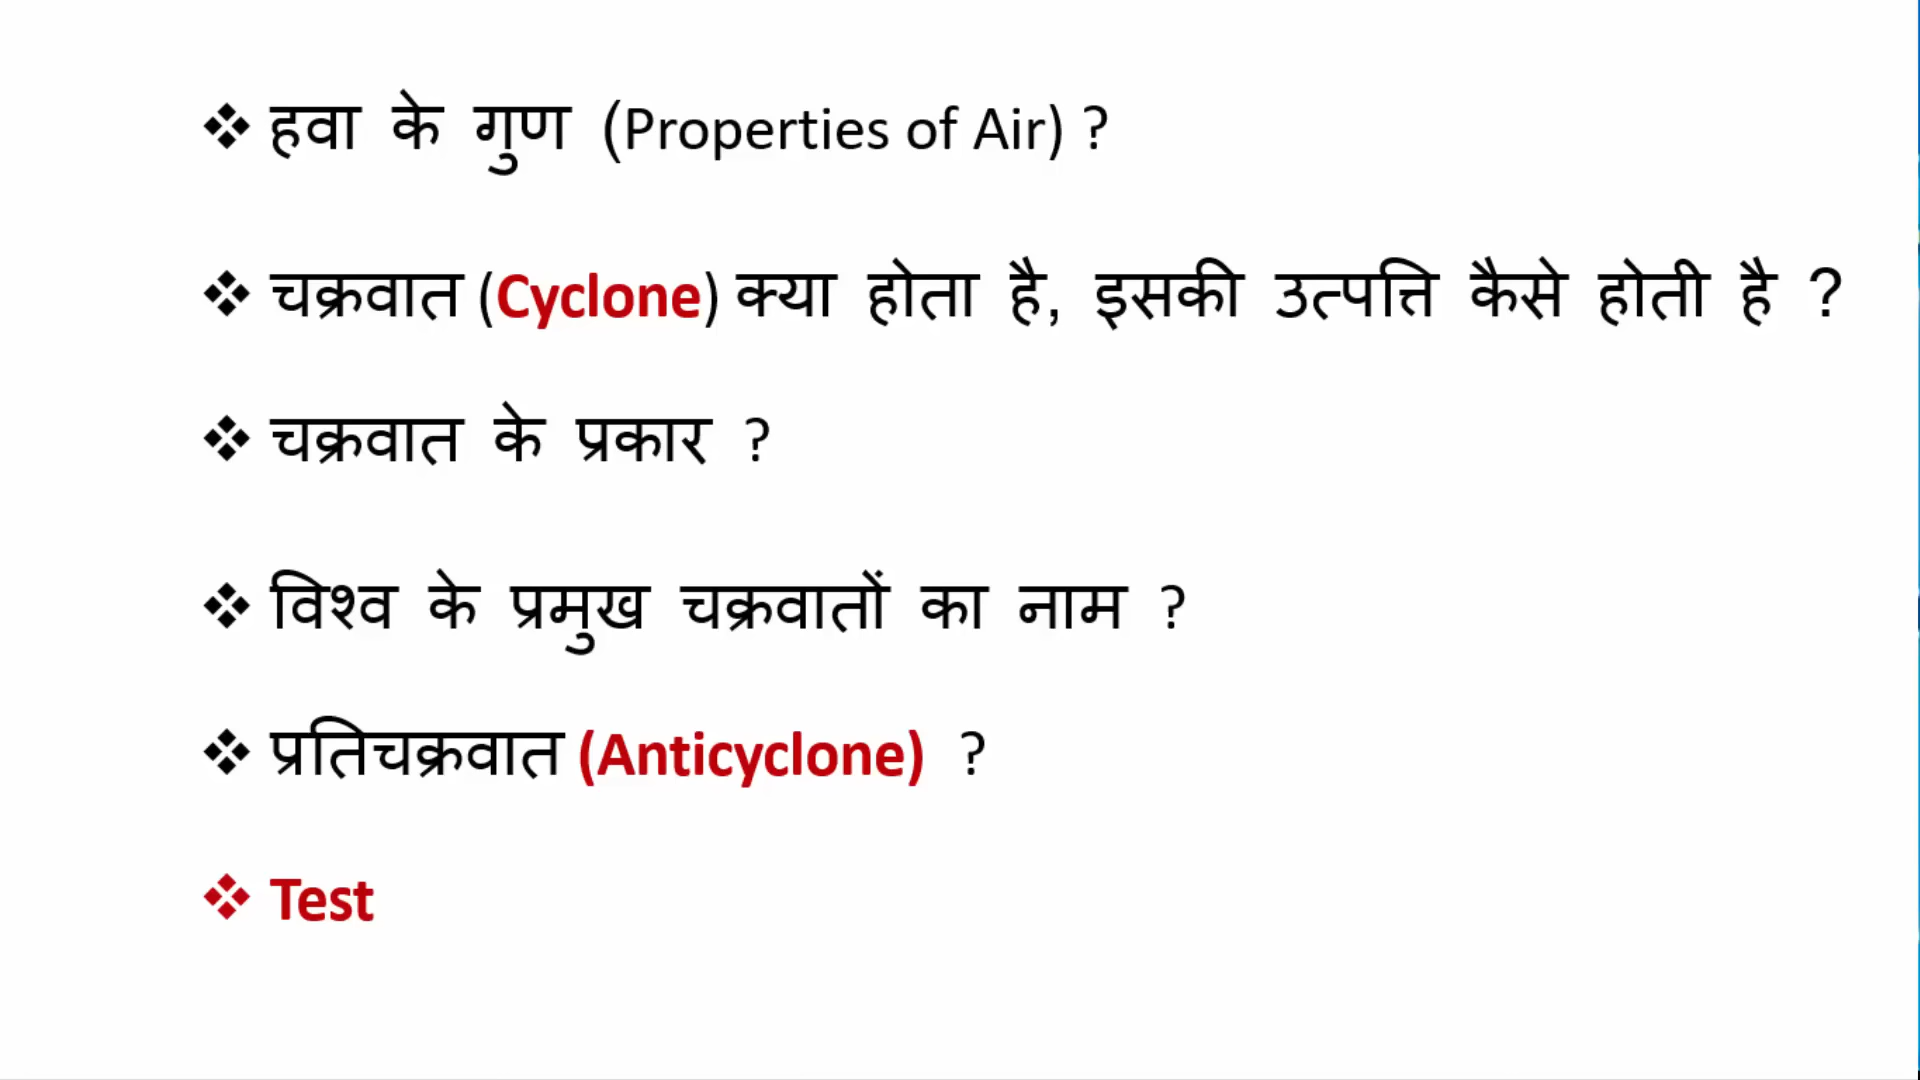 ❖ हवा के गुण (Properties of Air) ?
❖ चक्रवात (Cyclone) क्या होता है, इसकी उत्पत्ति कैसे होती है ?
❖ चक्रवात के प्रकार ?
❖ विश्व के प्रमुख चक्रवातों का नाम ?
❖ प्रतिचक्रवात (Anticyclone) ?
❖ Test